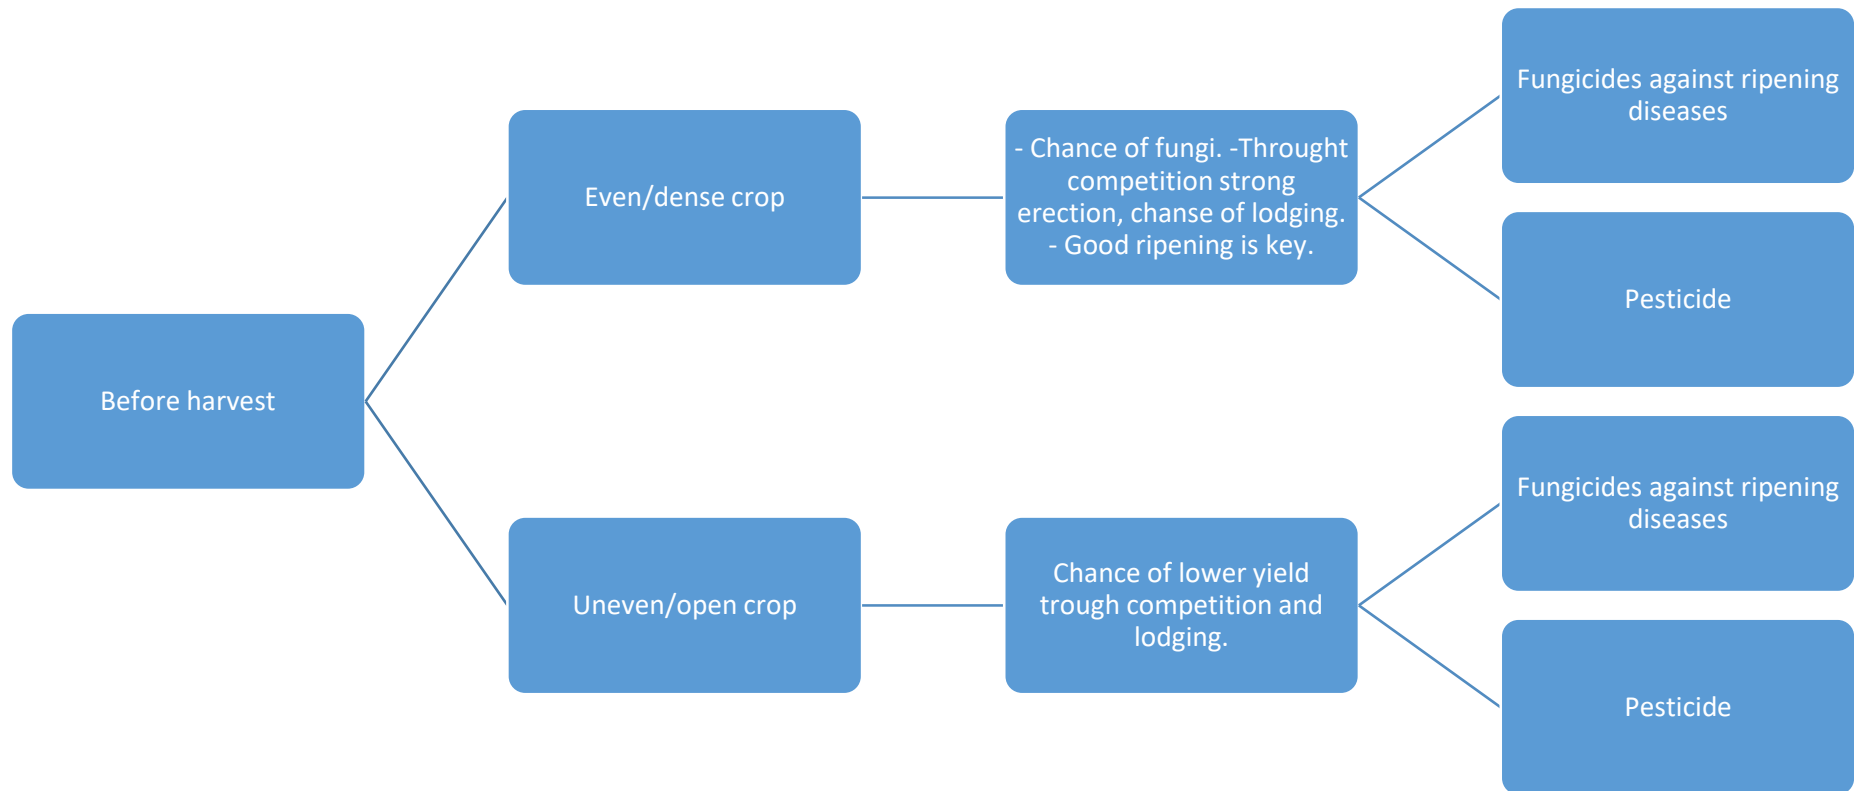 Before harvest
Even/dense crop
- Chance of fungi. -Throught
competition strong
erection, chanse of lodging.
- Good ripening is key.
Fungicides against ripening
diseases
Pesticide
Uneven/open crop
Chance of lower yield
trough competition and
lodging.
Fungicides against ripening
diseases
Pesticide